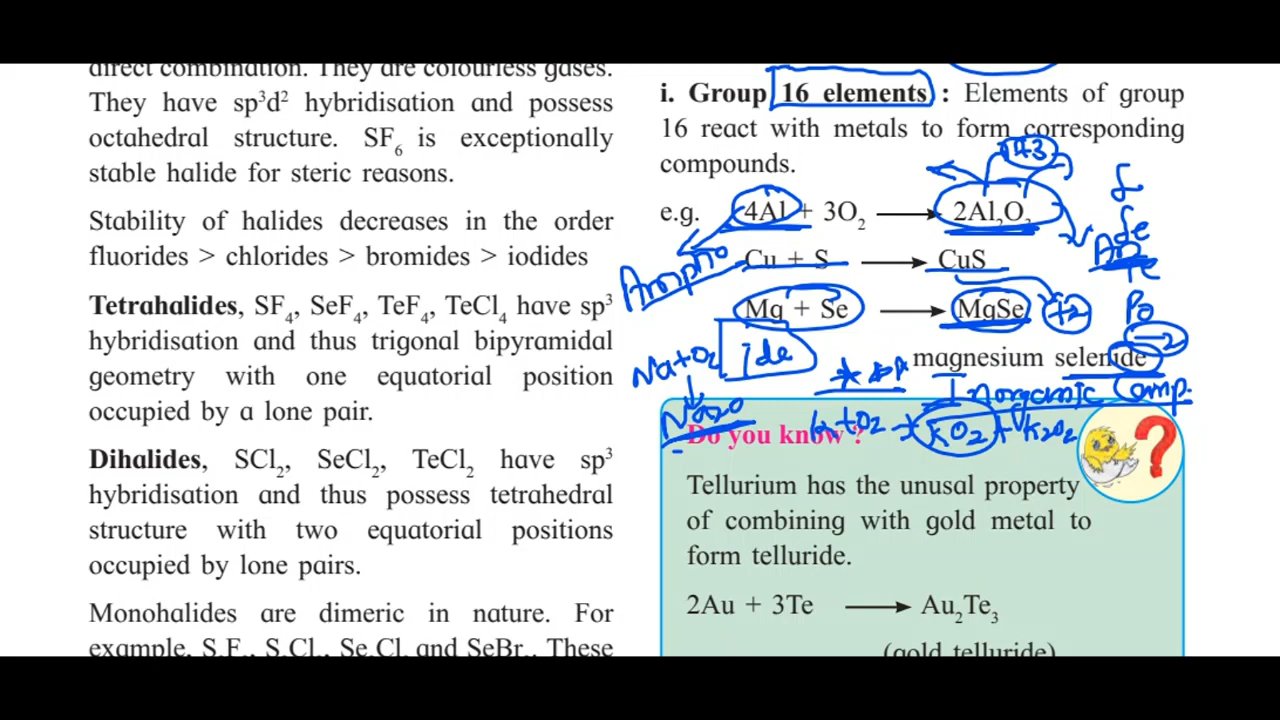 direct combination. They are colourless gases.
They have sp³d² hybridisation and possess
octahedral structure. SF₆ is exceptionally
stable halide for steric reasons.
Stability of halides decreases in the order
fluorides > chlorides > bromides > iodides
Tetrahalides, SF₄, SeF₄, TeF₄, TeCl₄ have sp³
hybridisation and thus trigonal bipyramidal
geometry with one equatorial position
occupied by a lone pair.
Dihalides, SCl₂, SeCl₂, TeCl₂ have sp³
hybridisation and thus possess tetrahedral
structure with two equatorial positions
occupied by lone pairs.
Monohalides are dimeric in nature. For
example, S₂F₂, S₂Cl₂, Se₂Cl₂ and SeBr₂. These
i. Group 16 elements : Elements of group
16 react with metals to form corresponding
compounds.
+3
e.g. 4Al + 3O₂ ⟶ 2Al₂O₃
Se
Ampho
Cu + S ⟶ CuS
Te
Mg + Se ⟶ MgSe +2 Po
-2
Na+O₂ ide
magnesium selenide
Inorganic Comp.
Na₂O
K+O₂ → KO₂ + K₂O₂
Do you know ?
Tellurium has the unusal property
of combining with gold metal to
form telluride.
2Au + 3Te ⟶ Au₂Te₃
(gold telluride)